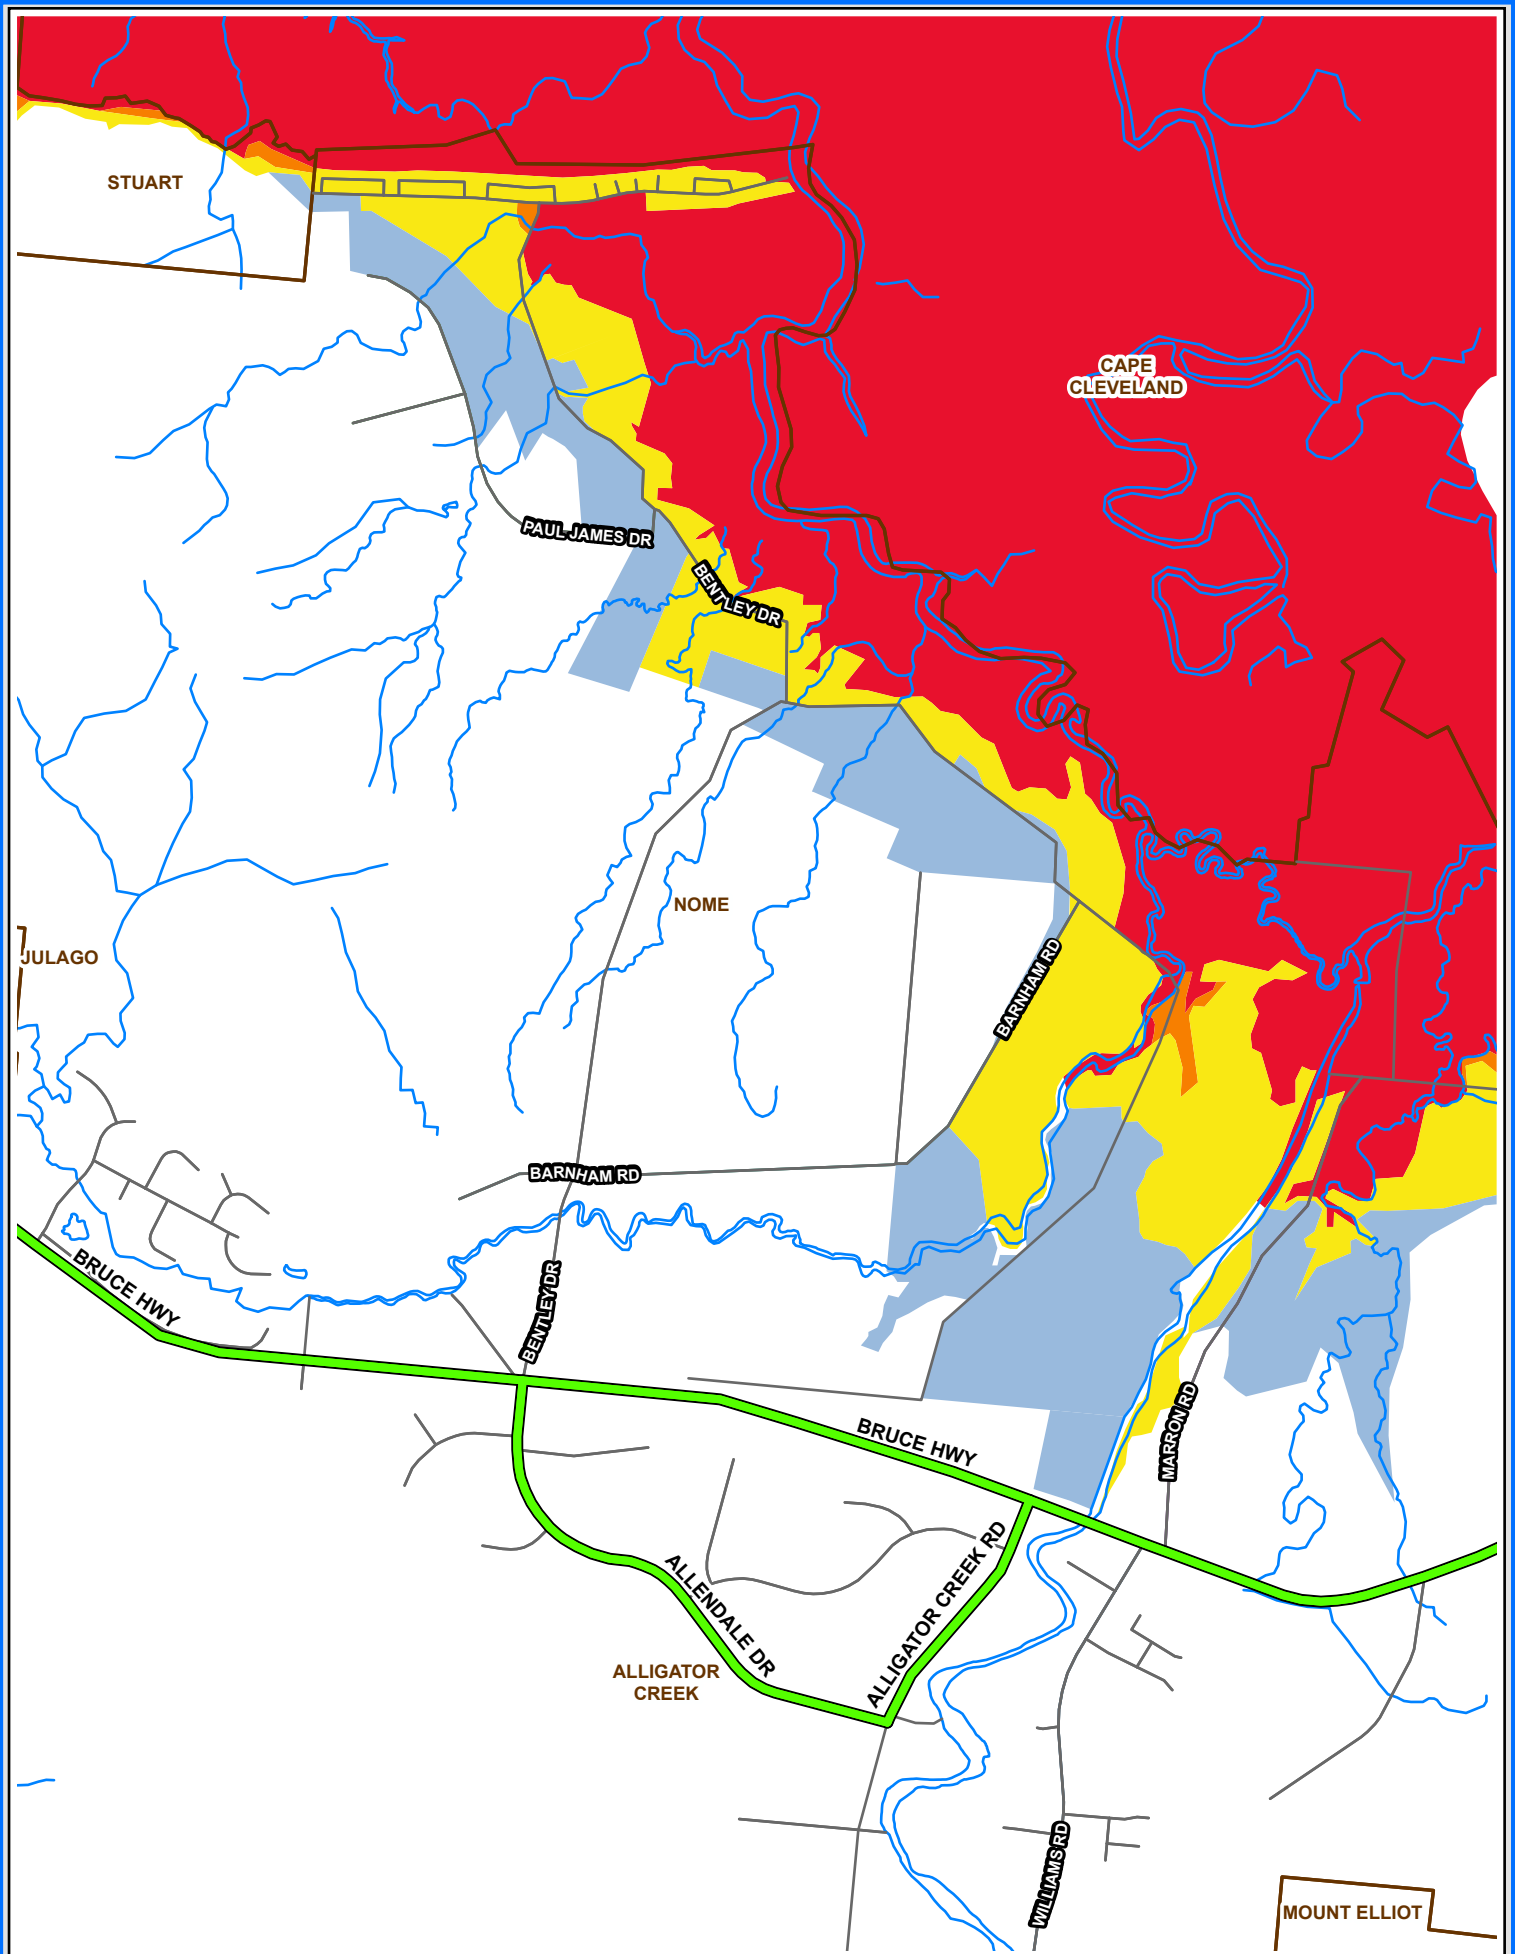 STUART
CAPE
CLEVELAND
PAUL JAMES DR
BENTLEY DR
NOME
JULAGO
BARNHAM RD
BARNHAM RD
BRUCE HWY
BENTLEY DR
MARRON RD
BRUCE HWY
ALLENDALE DR
ALLIGATOR CREEK RD
ALLIGATOR
CREEK
WILLIAMS RD
MOUNT ELLIOT